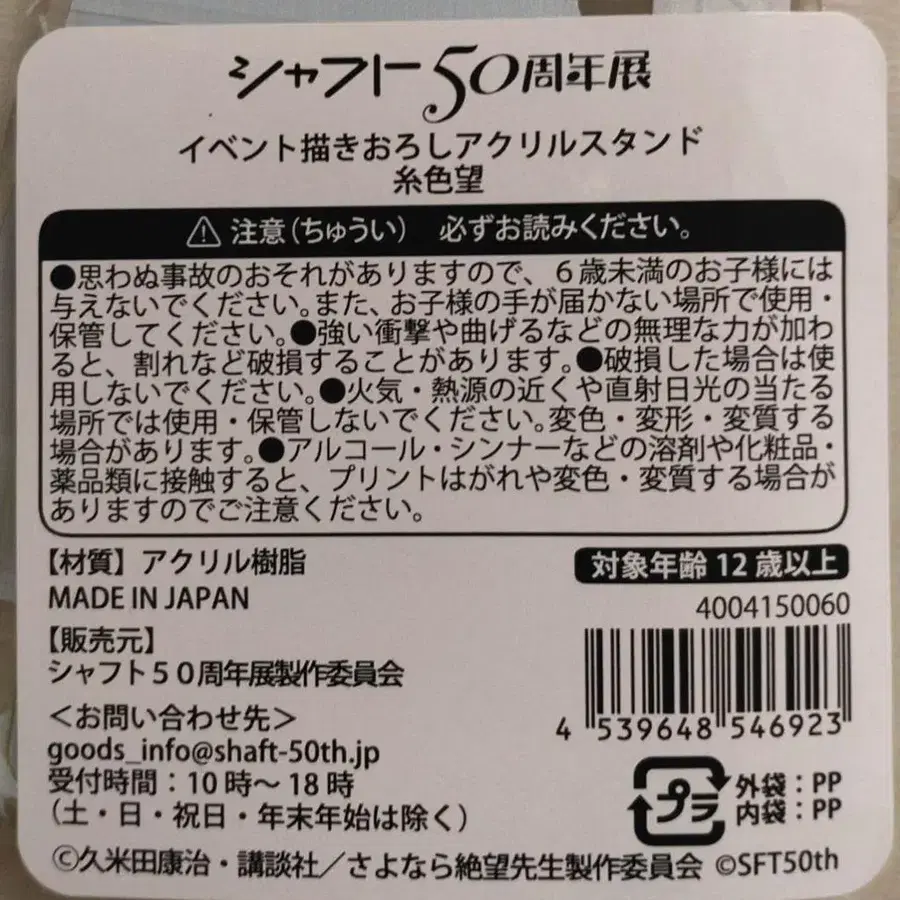 シャフト50周年展
イベント描きおろしアクリルスタンド
糸色望
⚠ 注意(ちゅうい) 必ずお読みください。
●思わぬ事故のおそれがありますので、６歳未満のお子様には
与えないでください。また、お子様の手が届かない場所で使用・
保管してください。●強い衝撃や曲げるなどの無理な力が加わ
ると、割れなど破損することがあります。●破損した場合は使
用しないでください。●火気・熱源の近くや直射日光の当たる
場所では使用・保管しないでください。変色・変形・変質する
場合があります。●アルコール・シンナーなどの溶剤や化粧品・
薬品類に接触すると、プリントはがれや変色・変質する場合が
ありますのでご注意ください。
【材質】アクリル樹脂
MADE IN JAPAN
対象年齢12歳以上
4004150060
【販売元】
シャフト５０周年展製作委員会
4 539648 546923
＜お問い合わせ先＞
goods_info@shaft-50th.jp
受付時間：10時〜18時
(土・日・祝日・年末年始は除く)
プラ
外袋：PP
内袋：PP
©久米田康治・講談社／さよなら絶望先生製作委員会 ©SFT50th